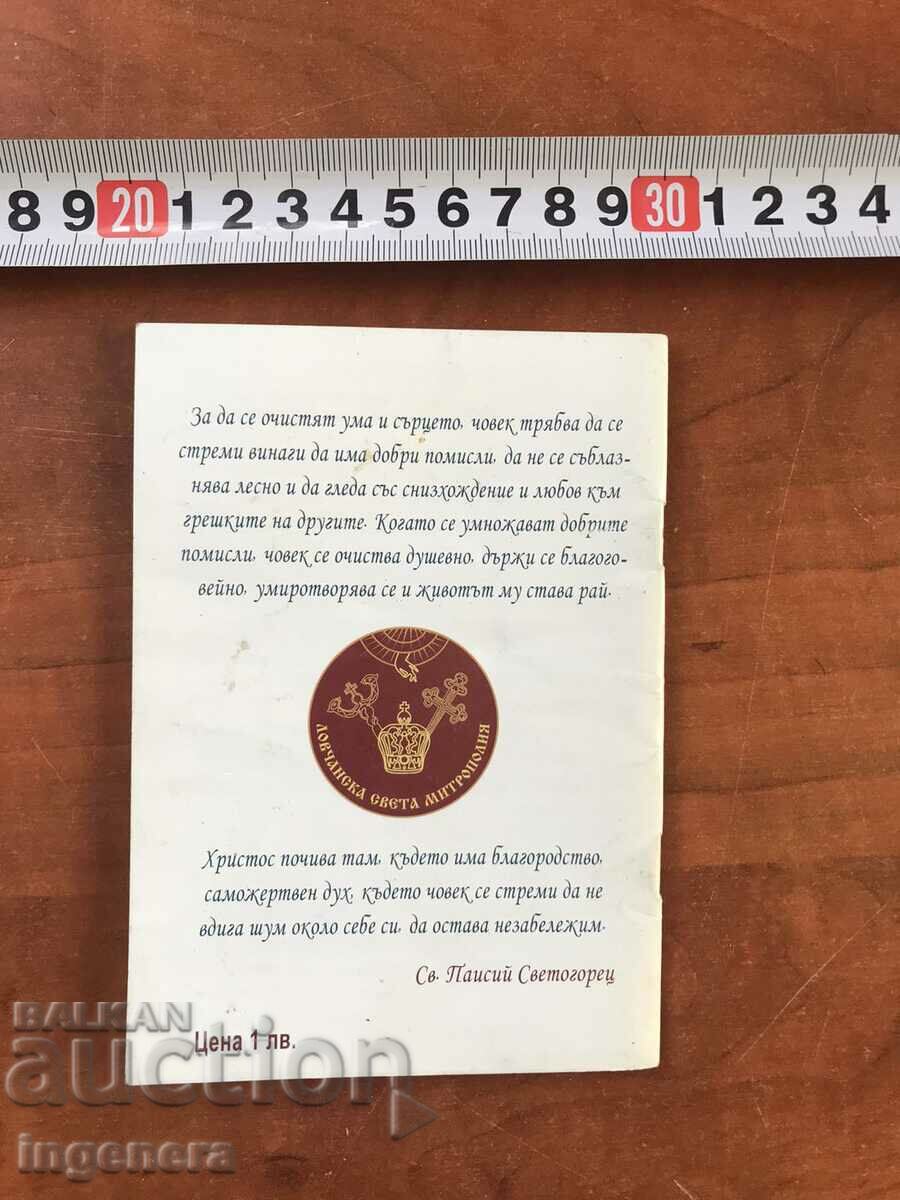 8 9 20 1 2 3 4 5 6 7 8 9 30 1 2 3 4
За да се очистят ума и сърцето, човек трябва да се
стреми винаги да има добри помисли, да не се съблаз-
нява лесно и да гледа със снизхождение и любов към
грешките на другите. Когато се умножават добрите
помисли, човек се очиства душевно, държи се благого-
вейно, умиротворява се и животът му става рай.
ЛОВЧАНСКА СВЕТА МИТРОПОЛИЯ
Христос почива там, където има благородство,
саможертвен дух, където човек се стреми да не
вдига шум около себе си, да остава незабележим.
Св. Паисий Светогорец
Цена 1 лв.
BALKAN
auction
ingenera